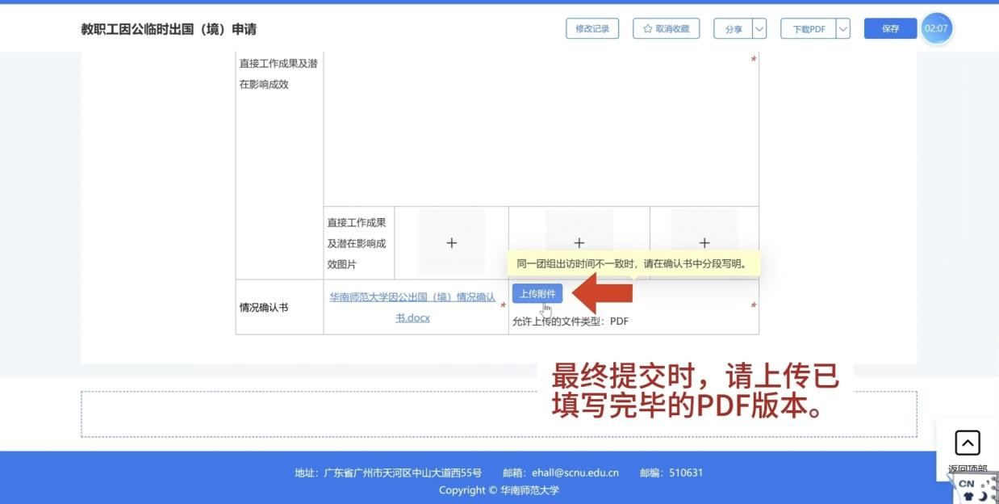 教职工因公临时出国（境）申请
修改记录
取消收藏
分享
下载PDF
保存
02:07
直接工作成果及潜
在影响成效
*
直接工作成果
及潜在影响成
效图片
+
+
+
同一团组出访时间不一致时，请在确认书中分段写明。
情况确认书
华南师范大学因公出国（境）情况确认
书.docx
*
上传附件
*
允许上传的文件类型：PDF
最终提交时，请上传已
填写完毕的PDF版本。
返回顶部
CN
地址：广东省广州市天河区中山大道西55号 邮箱：ehall@scnu.edu.cn 邮编：510631
Copyright © 华南师范大学